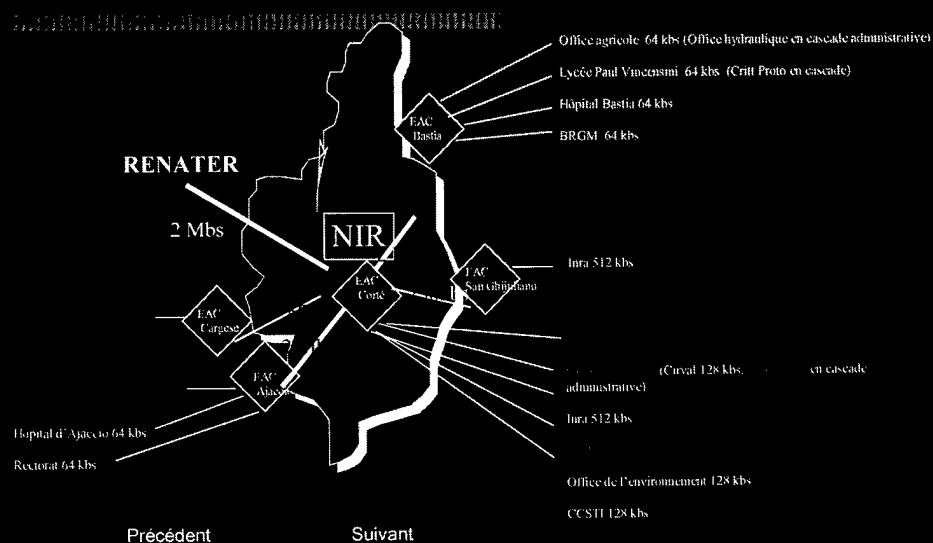 Office agricole 64 kbs (Office hydraulique en cascade administrative)
Lycée Paul Vincensini 64 kbs (Critt Proto en cascade)
EAC
Bastia
Hôpital Bastia 64 kbs
BRGM 64 kbs
RENATER
2 Mbs
NIR
EAC
Corté
EAC
San Ghjuhanu
Inra 512 kbs
EAC
Cargese
(Cirval 128 kbs, en cascade
administrative)
EAC
Ajaccio
Inra 512 kbs
Hopital d'Ajaccio 64 kbs
Rectorat 64 kbs
Office de l'environnement 128 kbs
CCSTI 128 kbs
Précédent
Suivant